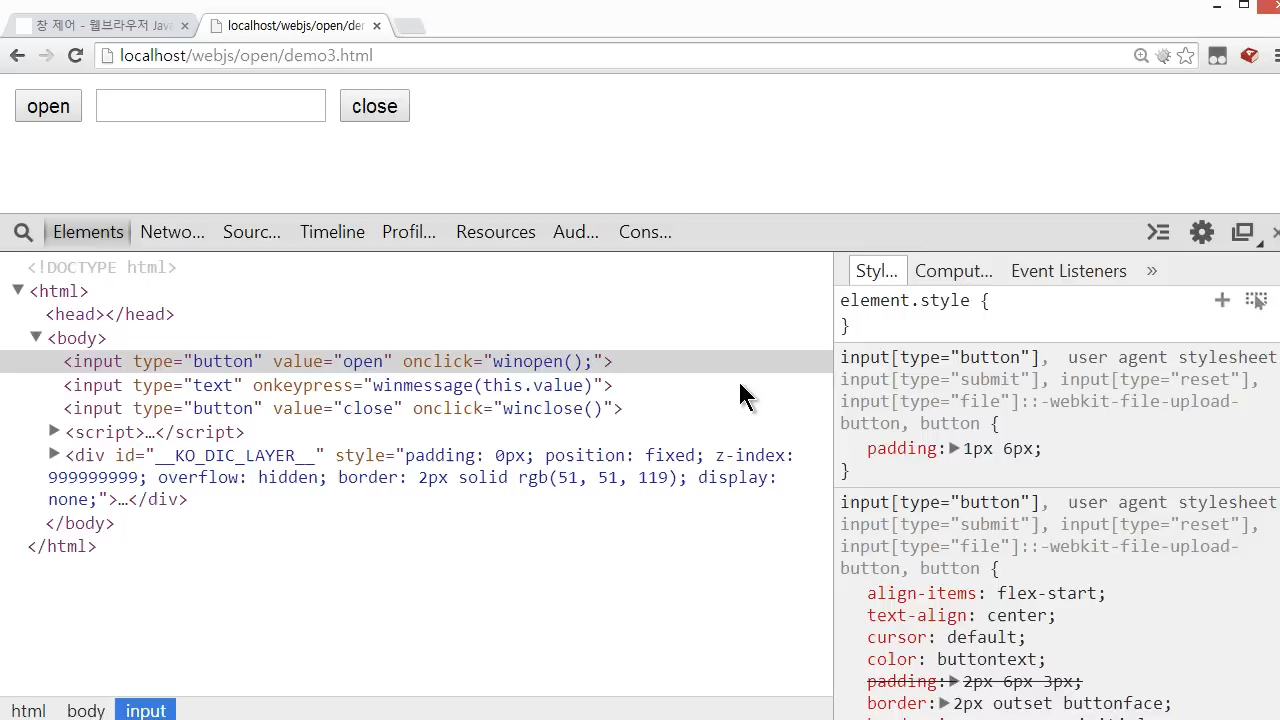 창 제어 - 웹브라우저 Java
localhost/webjs/open/der
localhost/webjs/open/demo3.html
open close
Elements Netwo... Sourc... Timeline Profil... Resources Aud... Cons...
<!DOCTYPE html>
<html>
<head></head>
<body>
<input type="button" value="open" onclick="winopen();">
<input type="text" onkeypress="winmessage(this.value)">
<input type="button" value="close" onclick="winclose()">
<script>…</script>
<div id="__KO_DIC_LAYER__" style="padding: 0px; position: fixed; z-index:
999999999; overflow: hidden; border: 2px solid rgb(51, 51, 119); display:
none;">…</div>
</body>
</html>
html body input
Styl... Comput... Event Listeners »
element.style {
}
input[type="button"], user agent stylesheet
input[type="submit"], input[type="reset"],
input[type="file"]::-webkit-file-upload-
button, button {
padding: 1px 6px;
}
input[type="button"], user agent stylesheet
input[type="submit"], input[type="reset"],
input[type="file"]::-webkit-file-upload-
button, button {
align-items: flex-start;
text-align: center;
cursor: default;
color: buttontext;
padding: 2px 6px 3px;
border: 2px outset buttonface;